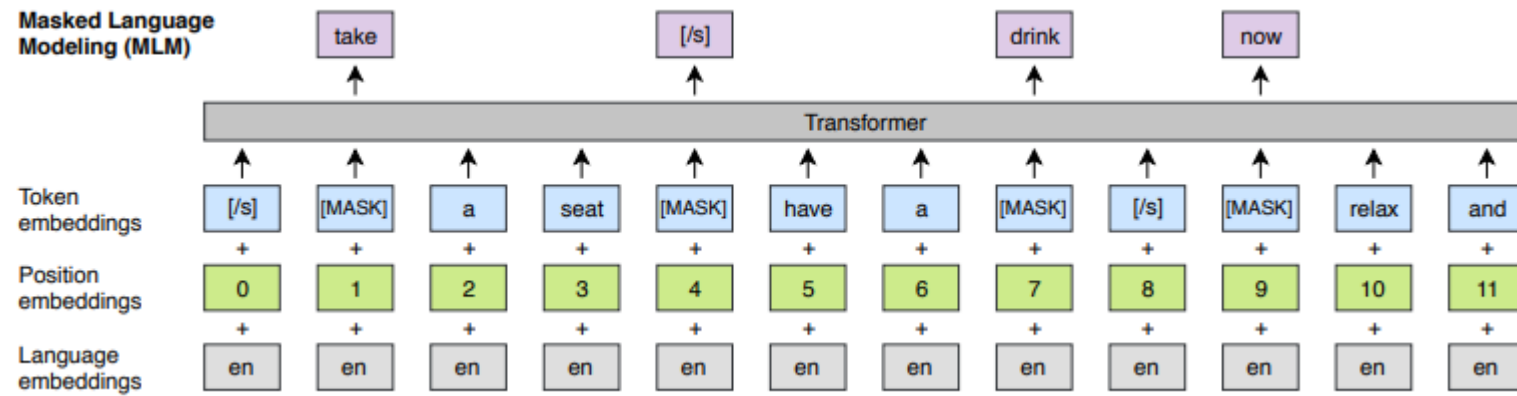 Masked Language
Modeling (MLM)
take [/s] drink now
Transformer
Token
embeddings
[/s] [MASK] a seat [MASK] have a [MASK] [/s] [MASK] relax and
+ + + + + + + + + + + +
Position
embeddings
0 1 2 3 4 5 6 7 8 9 10 11
+ + + + + + + + + + + +
Language
embeddings
en en en en en en en en en en en en